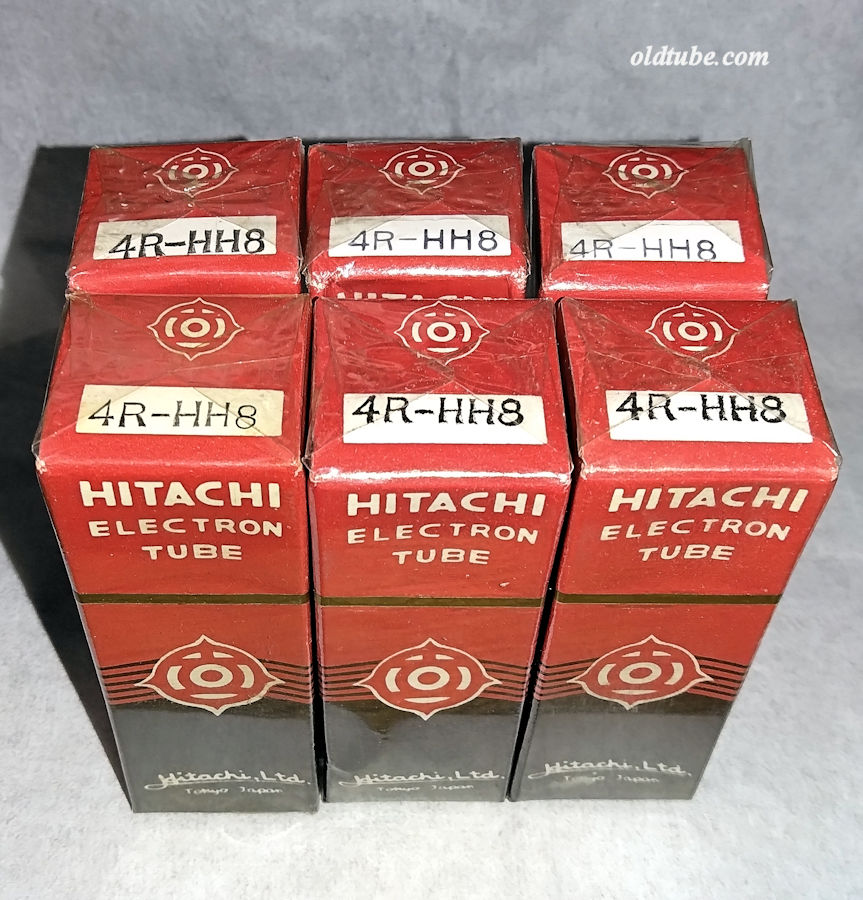 oldtube.com
4R-HH8
4R-HH8
4R-HH8
HITACHI
4R-HH8
4R-HH8
4R-HH8
HITACHI
ELECTRON
TUBE
HITACHI
ELECTRON
TUBE
HITACHI
ELECTRON
TUBE
Hitachi, Ltd.
Tokyo Japan
Hitachi, Ltd.
Tokyo Japan
Hitachi, Ltd.
Tokyo Japan